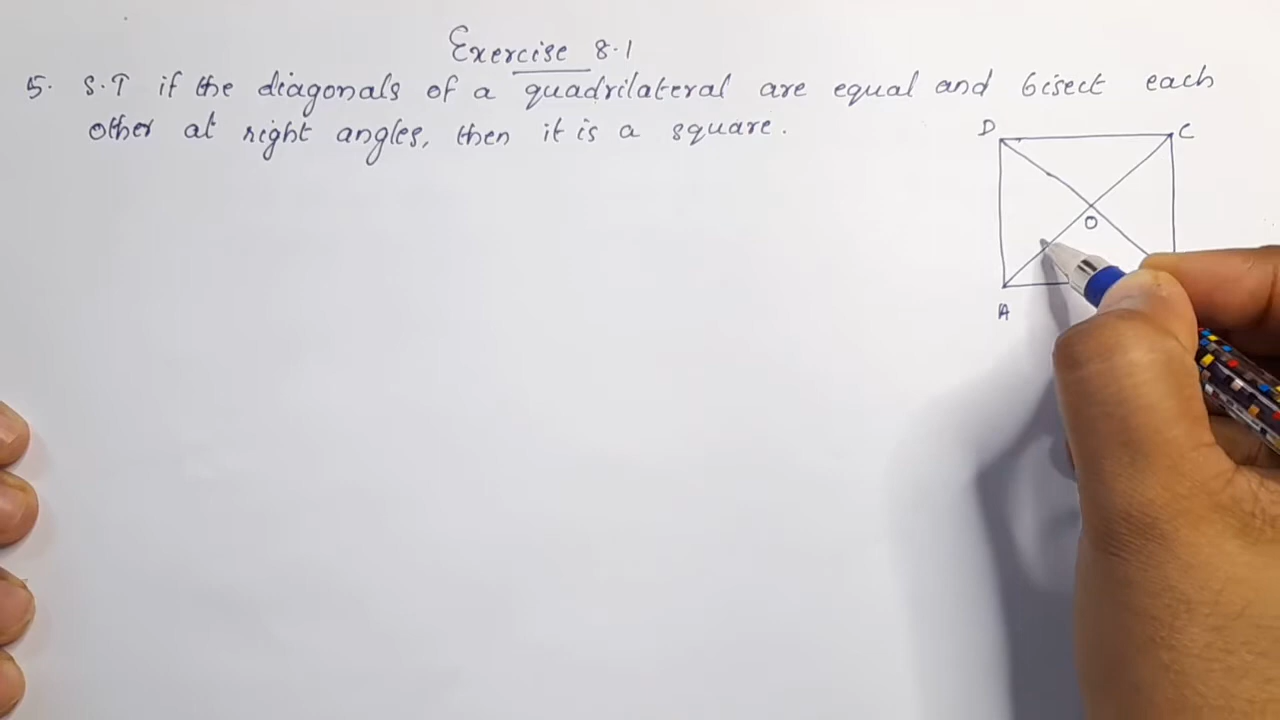 Exercise 8.1
5. S.T if the diagonals of a quadrilateral are equal and bisect each
other at right angles, then it is a square.
D C
O
A